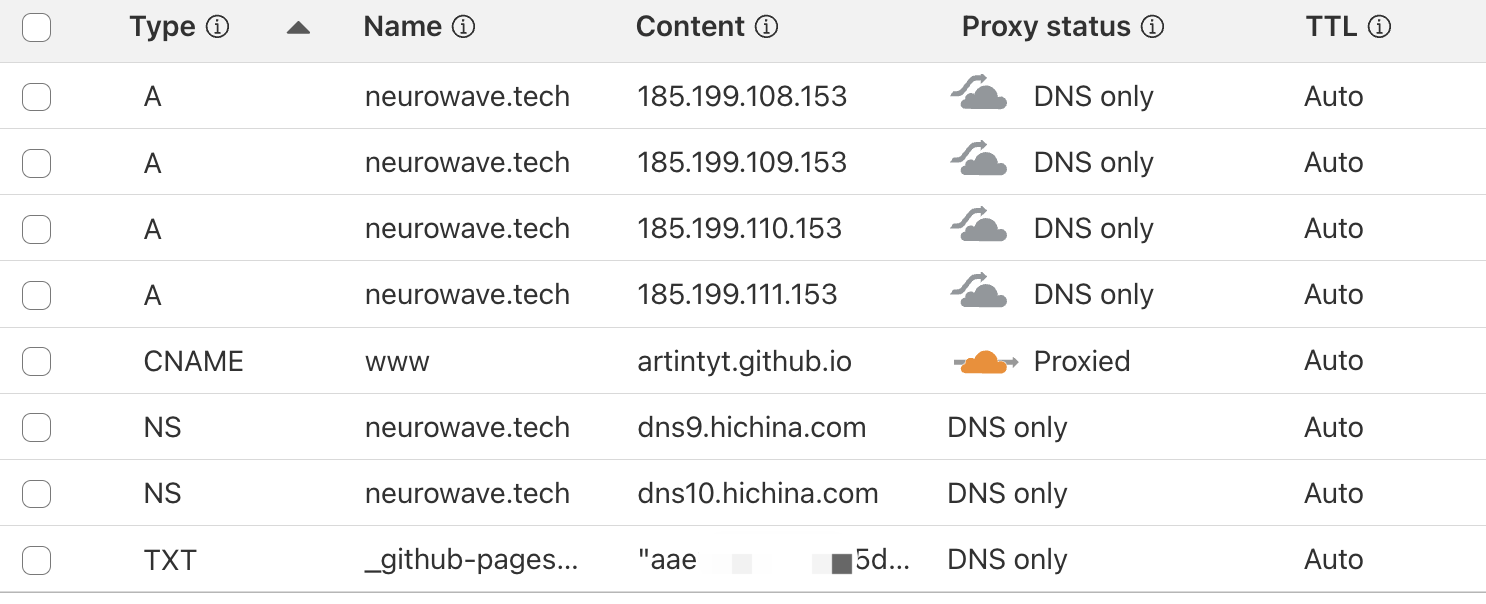 Type Name Content Proxy status TTL
A neurowave.tech 185.199.108.153 DNS only Auto
A neurowave.tech 185.199.109.153 DNS only Auto
A neurowave.tech 185.199.110.153 DNS only Auto
A neurowave.tech 185.199.111.153 DNS only Auto
CNAME www artintyt.github.io Proxied Auto
NS neurowave.tech dns9.hichina.com DNS only Auto
NS neurowave.tech dns10.hichina.com DNS only Auto
TXT _github-pages... "aae 5d... DNS only Auto